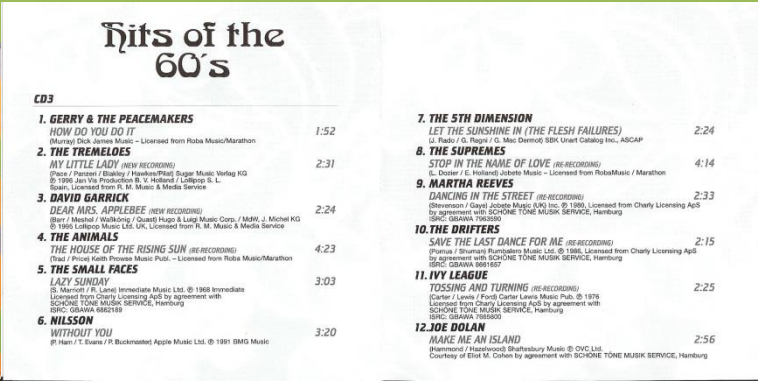 hits of the
60's
CD3
1. GERRY & THE PEACEMAKERS
HOW DO YOU DO IT 1:52
(Murray) Dick James Music – Licensed from Roba Music/Marathon
2. THE TREMELOES
MY LITTLE LADY (NEW RECORDING) 2:31
(Pace / Panzeri / Blakley / Hawkes/Pilat) Sugar Music Verlag KG
℗ 1996 Jan Vis Production B. V. Holland / Lollipop S. L.
Spain, Licensed from R. M. Music & Media Service
3. DAVID GARRICK
DEAR MRS. APPLEBEE (NEW RECORDING) 2:24
(Barr / Meshel / Waßkönig / Quast) Hugo & Luigi Music Corp. / MdW, J. Michel KG
℗ 1995 Lollipop Music Ltd. UK, Licensed from R. M. Music & Media Service
4. THE ANIMALS
THE HOUSE OF THE RISING SUN (RE-RECORDING) 4:23
(Trad / Price) Keith Prowse Music Publ. – Licensed from Roba Music/Marathon
5. THE SMALL FACES
LAZY SUNDAY 3:03
(S. Marriott / R. Lane) Immediate Music Ltd. ℗ 1968 Immediate
Licensed from Charly Licensing ApS by agreement with
SCHÖNE TÖNE MUSIK SERVICE, Hamburg
ISRC: GBAWA 6862189
6. NILSSON
WITHOUT YOU 3:20
(P. Ham / T. Evans / P. Buckmaster) Apple Music Ltd. ℗ 1991 BMG Music
7. THE 5TH DIMENSION
LET THE SUNSHINE IN (THE FLESH FAILURES) 2:24
(J. Rado / G. Ragni / G. Mac Dermot) SBK Unart Catalog Inc., ASCAP
8. THE SUPREMES
STOP IN THE NAME OF LOVE (RE-RECORDING) 4:14
(L. Dozier / E. Holland) Jobete Music – Licensed from RobaMusic / Marathon
9. MARTHA REEVES
DANCING IN THE STREET (RE-RECORDING) 2:33
(Stevenson / Gaye) Jobete Music (UK) Inc. ℗ 1980, Licensed from Charly Licensing ApS
by agreement with SCHÖNE TÖNE MUSIK SERVICE, Hamburg
ISRC: GBAWA 7963590
10. THE DRIFTERS
SAVE THE LAST DANCE FOR ME (RE-RECORDING) 2:15
(Pomus / Shuman) Rumbalero Music Ltd. ℗ 1986, Licensed from Charly Licensing ApS
by agreement with SCHÖNE TÖNE MUSIK SERVICE, Hamburg
ISRC: GBAWA 8661657
11. IVY LEAGUE
TOSSING AND TURNING (RE-RECORDING) 2:25
(Carter / Lewis / Ford) Carter Lewis Music Pub. ℗ 1976
Licensed from Charly Licensing ApS by agreement with
SCHÖNE TÖNE MUSIK SERVICE, Hamburg
ISRC: GBAWA 7665600
12. JOE DOLAN
MAKE ME AN ISLAND 2:56
(Hammond / Hazelwood) Shaftesbury Music ℗ OVC Ltd.
Courtesy of Eliot M. Cohen by agreement with SCHÖNE TÖNE MUSIK SERVICE, Hamburg